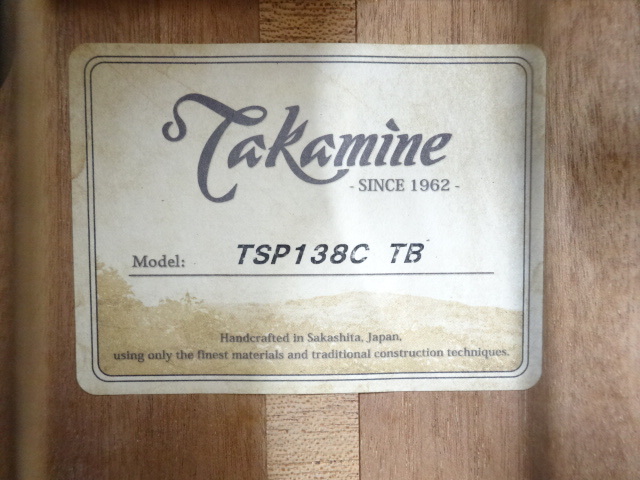 Takamine
- SINCE 1962 -
Model: TSP138C TB
Handcrafted in Sakashita, Japan,
using only the finest materials and traditional construction techniques.